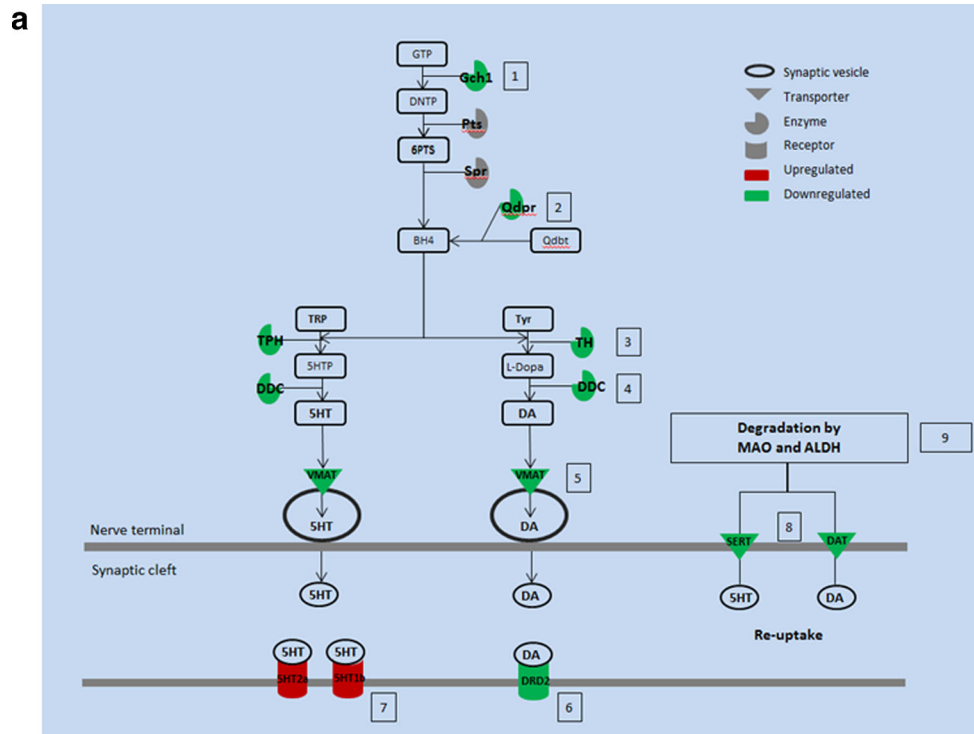 a
GTP
Gch1
1
DNTP
Pts
6PTS
Spr
Qdpr
2
BH4
Qdbt
Synaptic vesicle
Transporter
Enzyme
Receptor
Upregulated
Downregulated
TRP
Tyr
TPH
TH
3
5HTP
L-Dopa
DDC
DDC
4
5HT
DA
Degradation by
MAO and ALDH
9
VMAT
VMAT
5
5HT
DA
Nerve terminal
8
SERT
DAT
Synaptic cleft
5HT
DA
5HT
DA
Re-uptake
5HT
5HT
DA
5HT2a
5HT1b
DRD2
7
6